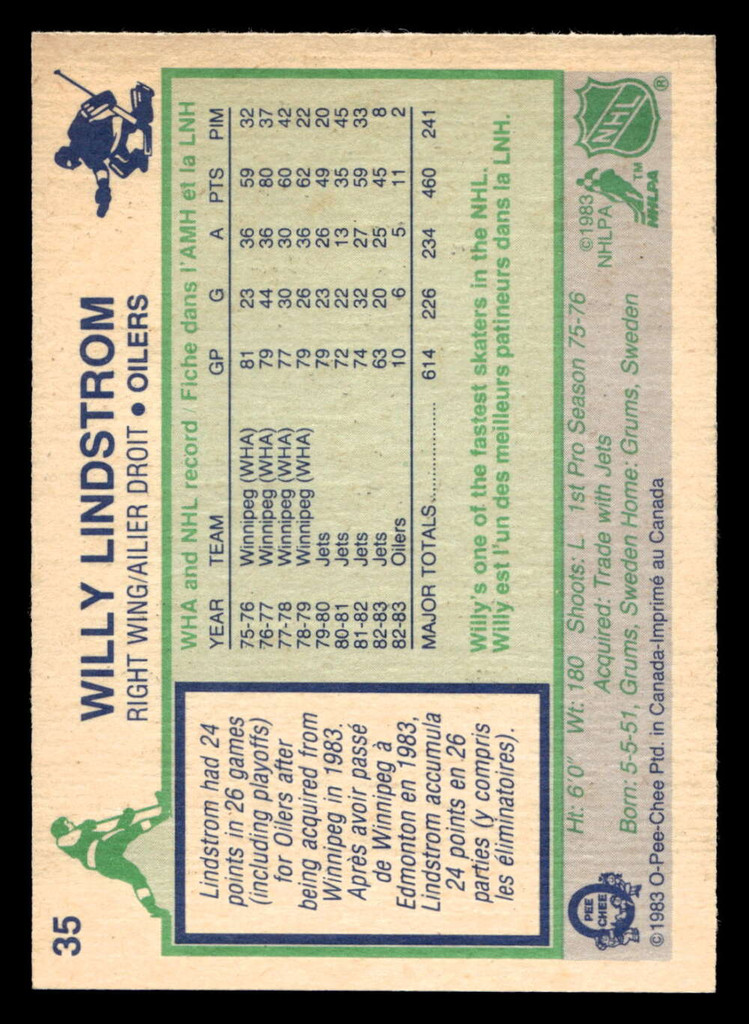 35
WILLY LINDSTROM
RIGHT WING/AILIER DROIT • OILERS
Lindstrom had 24
points in 26 games
(including playoffs)
for Oilers after
being acquired from
Winnipeg in 1983.
Après avoir passé
de Winnipeg à
Edmonton en 1983,
Lindstrom accumula
24 points en 26
parties (y compris
les éliminatoires).
WHA and NHL record / Fiche dans l'AMH et la LNH
YEAR TEAM GP G A PTS PIM
75-76 Winnipeg (WHA) 81 23 36 59 32
76-77 Winnipeg (WHA) 79 44 36 80 37
77-78 Winnipeg (WHA) 77 30 30 60 42
78-79 Winnipeg (WHA) 79 26 36 62 22
79-80 Jets 79 23 26 49 20
80-81 Jets 72 22 13 35 45
81-82 Jets 74 32 27 59 33
82-83 Jets 63 20 25 45 8
82-83 Oilers 10 6 5 11 2
MAJOR TOTALS............ 614 226 234 460 241
Willy's one of the fastest skaters in the NHL.
Willy est l'un des meilleurs patineurs dans la LNH.
O
PEE
CHEE
Ht: 6'0" Wt: 180 Shoots: L 1st Pro Season 75-76
Acquired: Trade with Jets
Born: 5-5-51, Grums, Sweden Home: Grums, Sweden
©1983 O-Pee-Chee Ptd. in Canada-Imprimé au Canada
©1983
NHLPA
NHLPA TM
NHL ®